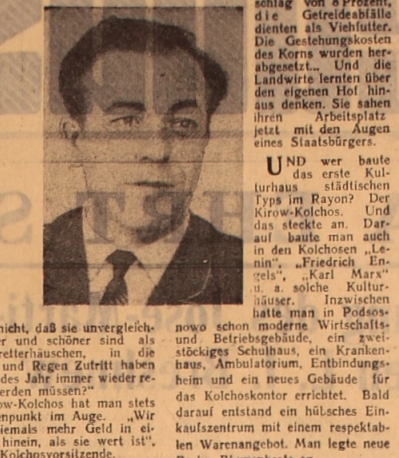 schlag von 8 Prozent,
die Getreideabfälle
dienten als Viehfutter.
Die Gestehungskosten
des Korns wurden her-
abgesetzt... Und die
Landwirte lernten über
den eigenen Hof hin-
aus denken. Sie sahen
ihren Arbeitsplatz
jetzt mit den Augen
eines Staatsbürgers.
UND wer baute
das erste Kul-
turhaus städtischen
Typs im Rayon? Der
Kirow-Kolchos. Und
das steckte an. Dar-
auf baute man auch
in den Kolchosen „Le-
nin“, „Friedrich En-
gels“, „Karl Marx“
u. a. solche Kultur-
häuser. Inzwischen
hatte man in Podsos-
nowo schon moderne Wirtschafts-
und Betriebsgebäude, ein zwei-
stöckiges Schulhaus, ein Kranken-
haus, Ambulatorium, Entbindungs-
heim und ein neues Gebäude für
das Kolchoskontor errichtet. Bald
darauf entstand ein hübsches Ein-
kaufszentrum mit einem respektab-
len Warenangebot. Man legte neue
nicht, daß sie unvergleich-
er und schöner sind als
retterhäuschen, in die
und Regen Zutritt haben
des Jahr immer wieder re-
erden müssen?
ow-Kolchos hat man stets
enpunkt im Auge. „Wir
iemals mehr Geld in ei-
hinein, als sie wert ist“,
Kolchosvorsitzende.